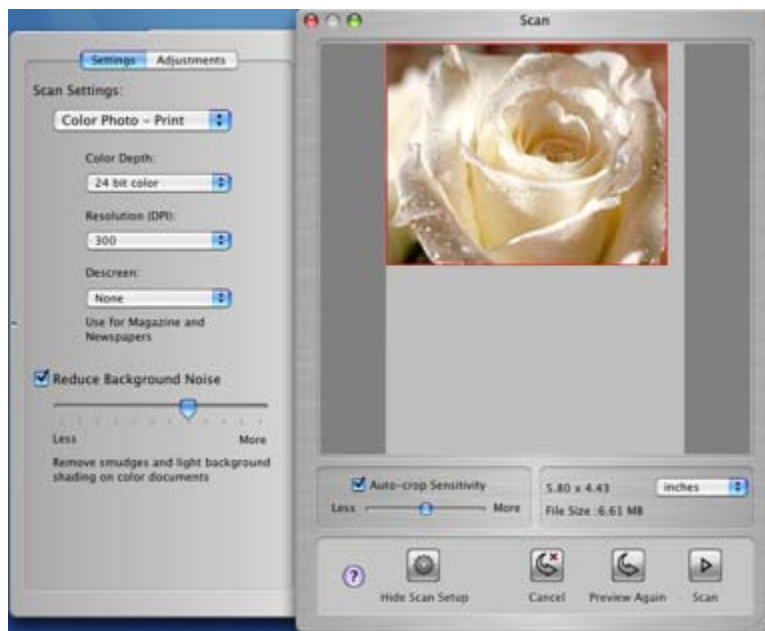 Settings Adjustments
Scan Settings:
Color Photo – Print
Color Depth:
24 bit color
Resolution (DPI):
300
Descreen:
None
Use for Magazine and
Newspapers
Reduce Background Noise
Less More
Remove smudges and light background
shading on color documents
Scan
Auto-crop Sensitivity
Less More
5.80 x 4.43 inches
File Size :6.61 MB
?
Hide Scan Setup Cancel Preview Again Scan